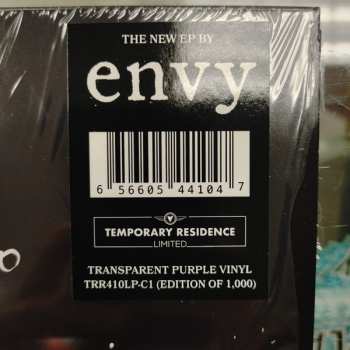 THE NEW EP BY
envy
6 56605 44104 7
TEMPORARY RESIDENCE
LIMITED
TRANSPARENT PURPLE VINYL
TRR410LP-C1 (EDITION OF 1,000)